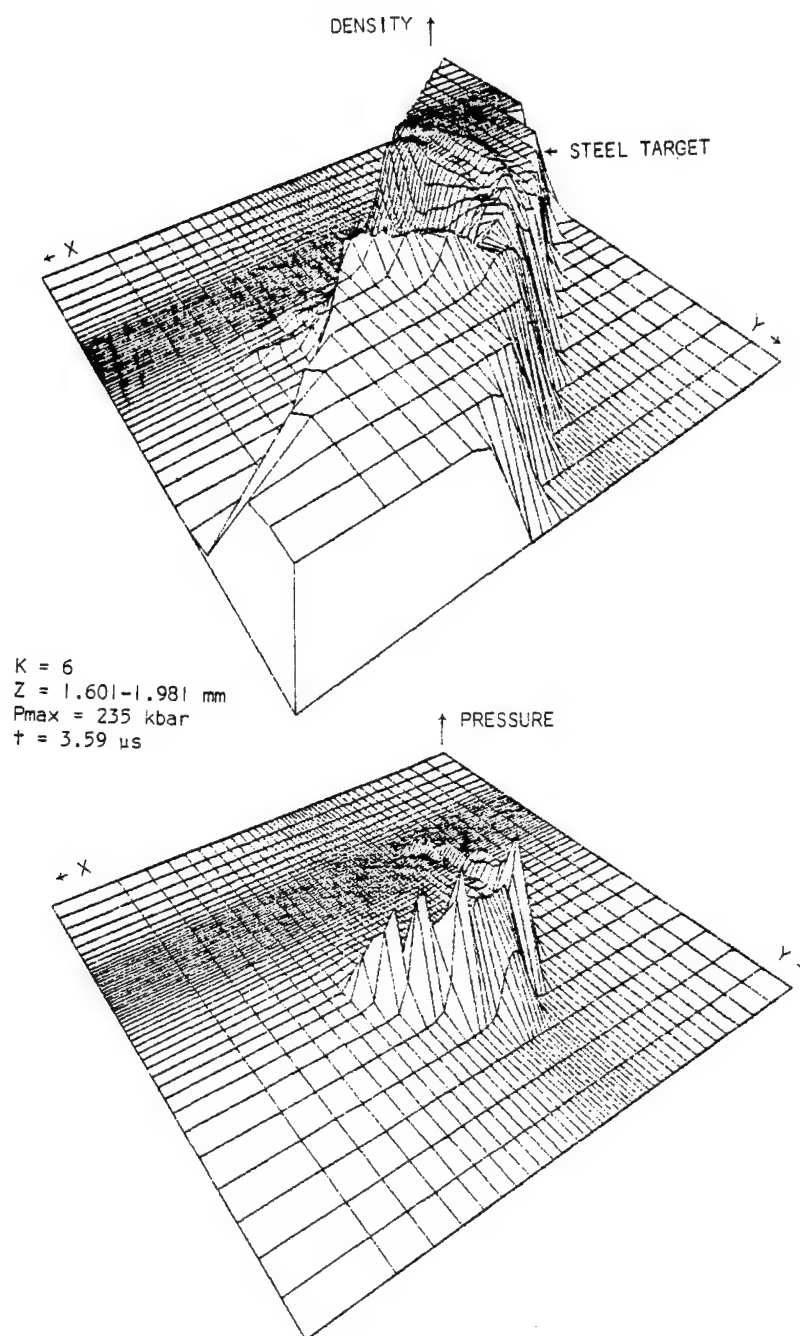 DENSITY ↑
← STEEL TARGET
← X
Y →
K = 6
Z = 1.601-1.981 mm
Pmax = 235 kbar
t = 3.59 µs
↑ PRESSURE
← X
Y →